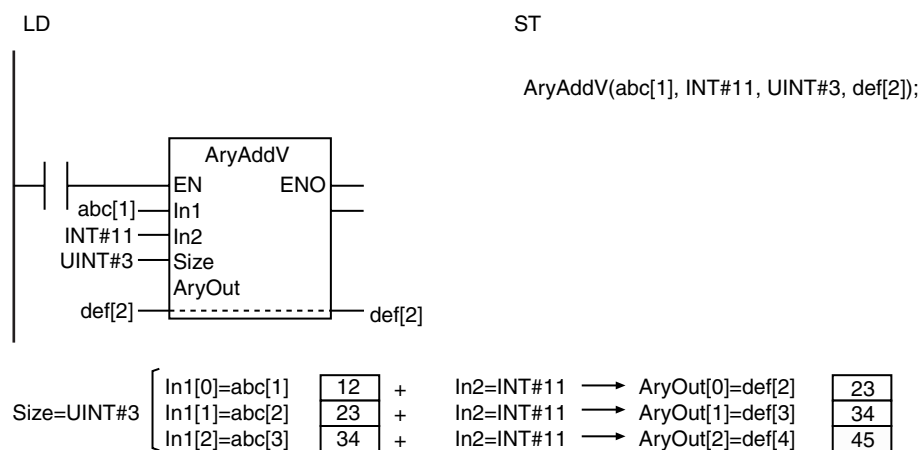 LD
ST
AryAddV(abc[1], INT#11, UINT#3, def[2]);
AryAddV
EN ENO
abc[1] In1
INT#11 In2
UINT#3 Size
AryOut
def[2] def[2]
In1[0]=abc[1] 12 + In2=INT#11 → AryOut[0]=def[2] 23
Size=UINT#3 In1[1]=abc[2] 23 + In2=INT#11 → AryOut[1]=def[3] 34
In1[2]=abc[3] 34 + In2=INT#11 → AryOut[2]=def[4] 45